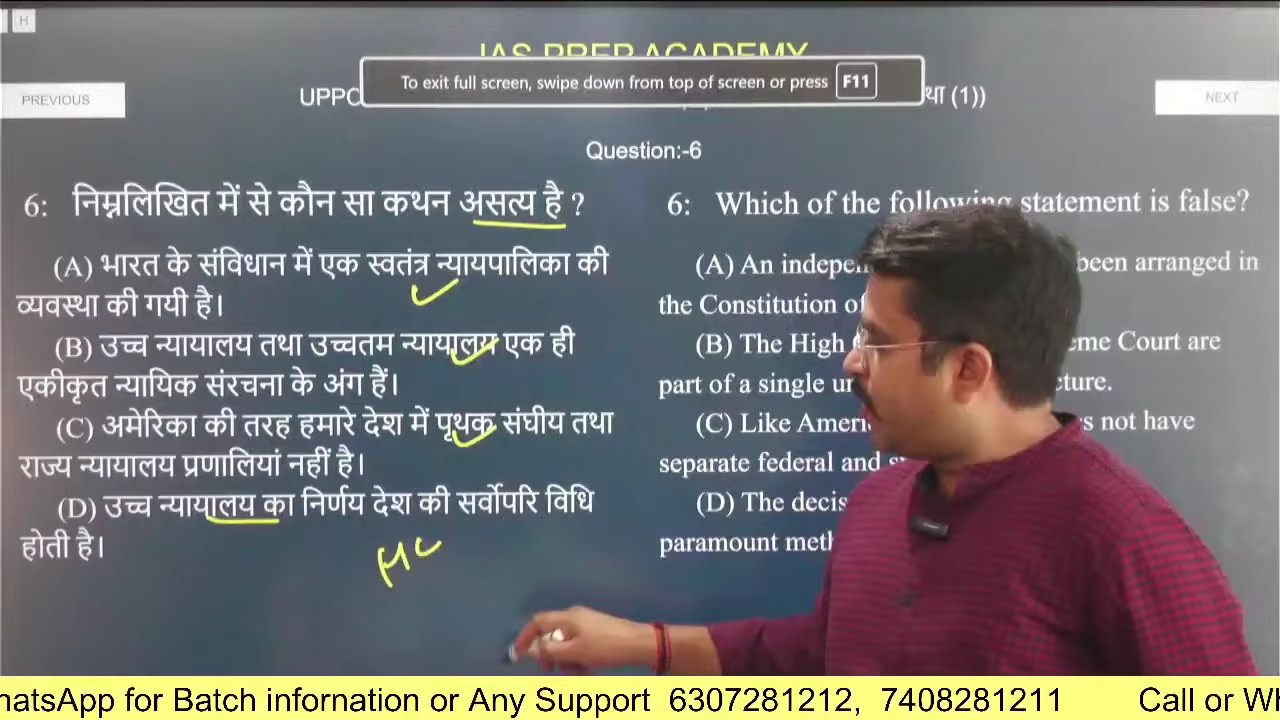 H
IAS PREP ACADEMY
To exit full screen, swipe down from top of screen or press F11
PREVIOUS
UPPC
था (1))
NEXT
Question:-6
6: निम्नलिखित में से कौन सा कथन असत्य है ?
(A) भारत के संविधान में एक स्वतंत्र न्यायपालिका की
व्यवस्था की गयी है।
(B) उच्च न्यायालय तथा उच्चतम न्यायालय एक ही
एकीकृत न्यायिक संरचना के अंग हैं।
(C) अमेरिका की तरह हमारे देश में पृथक संघीय तथा
राज्य न्यायालय प्रणालियां नहीं है।
(D) उच्च न्यायालय का निर्णय देश की सर्वोपरि विधि
होती है।
HC
6: Which of the following statement is false?
(A) An indepen been arranged in
the Constitution of
(B) The High eme Court are
part of a single un cture.
(C) Like Ameri s not have
separate federal and s
(D) The decis
paramount meth
hatsApp for Batch infornation or Any Support 6307281212, 7408281211 Call or Wh